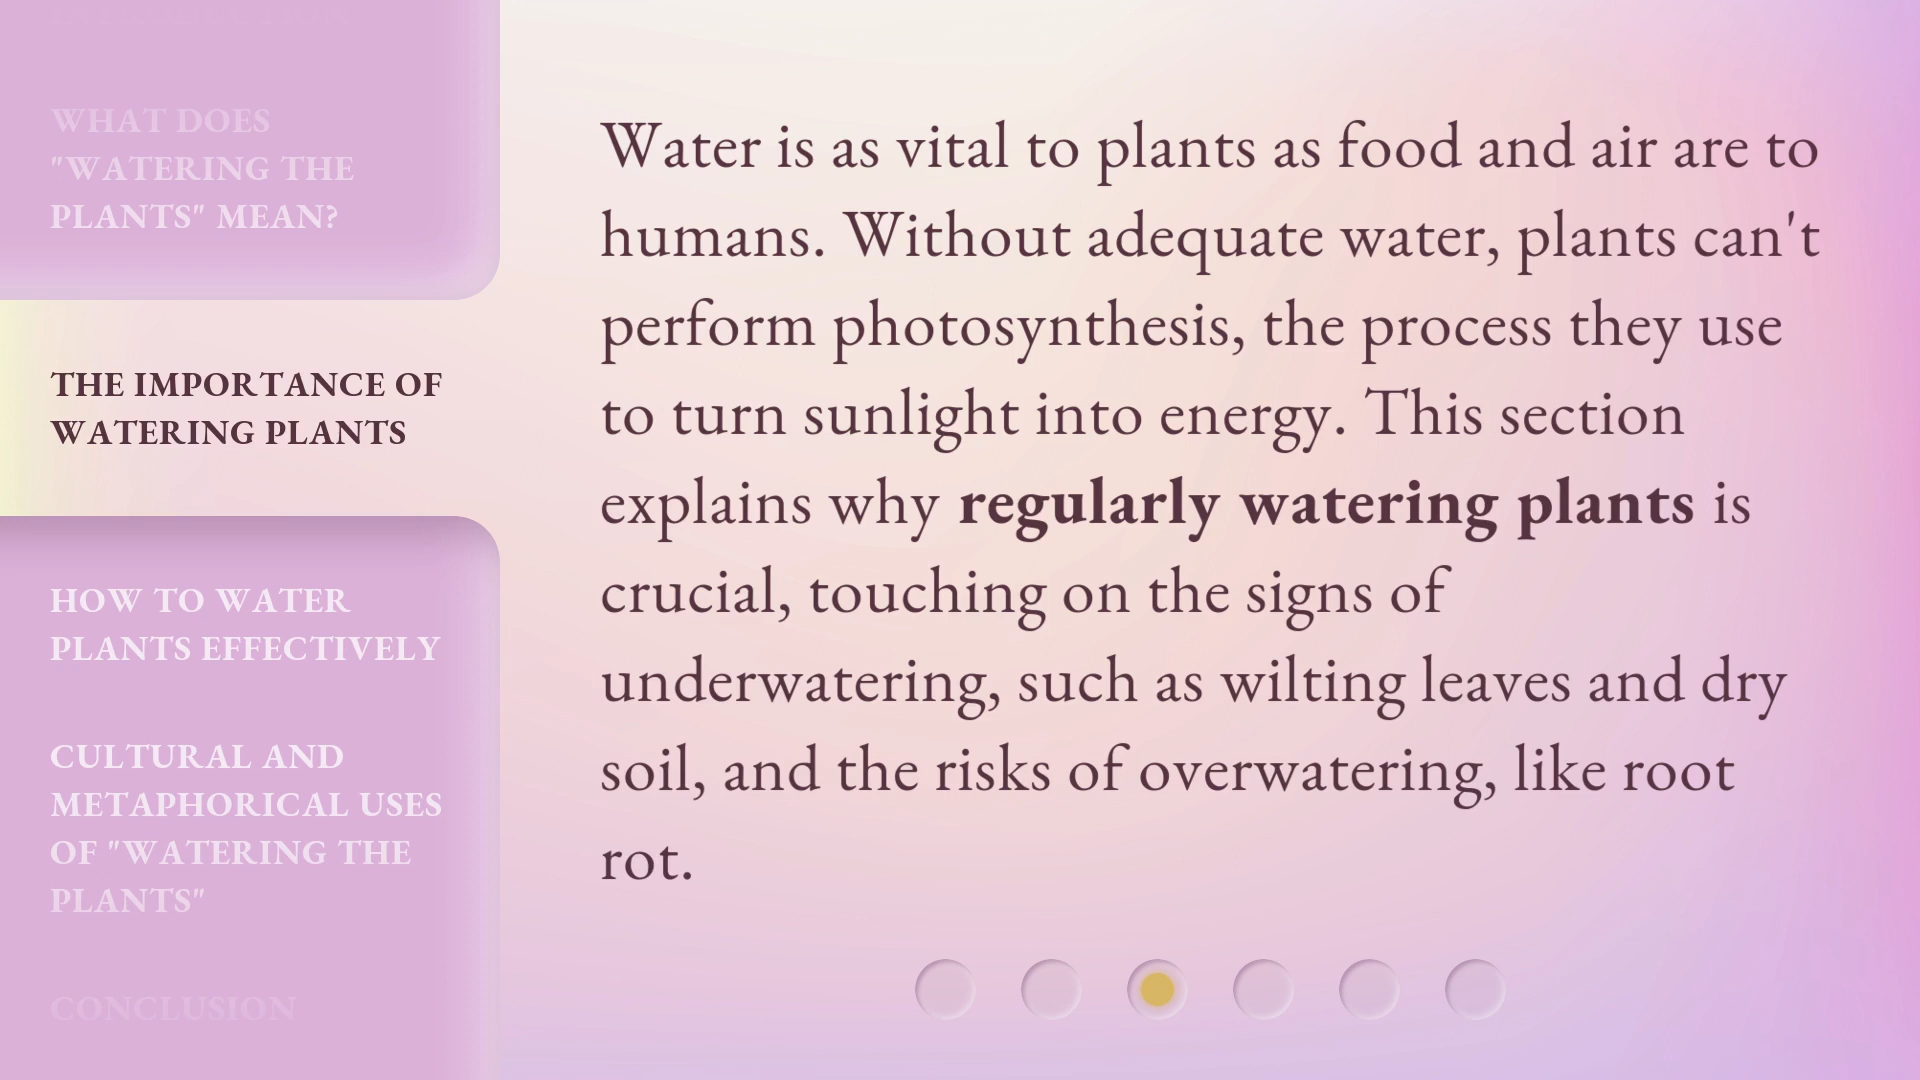 WHAT DOES
"WATERING THE
PLANTS" MEAN?
THE IMPORTANCE OF
WATERING PLANTS
HOW TO WATER
PLANTS EFFECTIVELY
CULTURAL AND
METAPHORICAL USES
OF "WATERING THE
PLANTS"
CONCLUSION
Water is as vital to plants as food and air are to
humans. Without adequate water, plants can't
perform photosynthesis, the process they use
to turn sunlight into energy. This section
explains why regularly watering plants is
crucial, touching on the signs of
underwatering, such as wilting leaves and dry
soil, and the risks of overwatering, like root
rot.